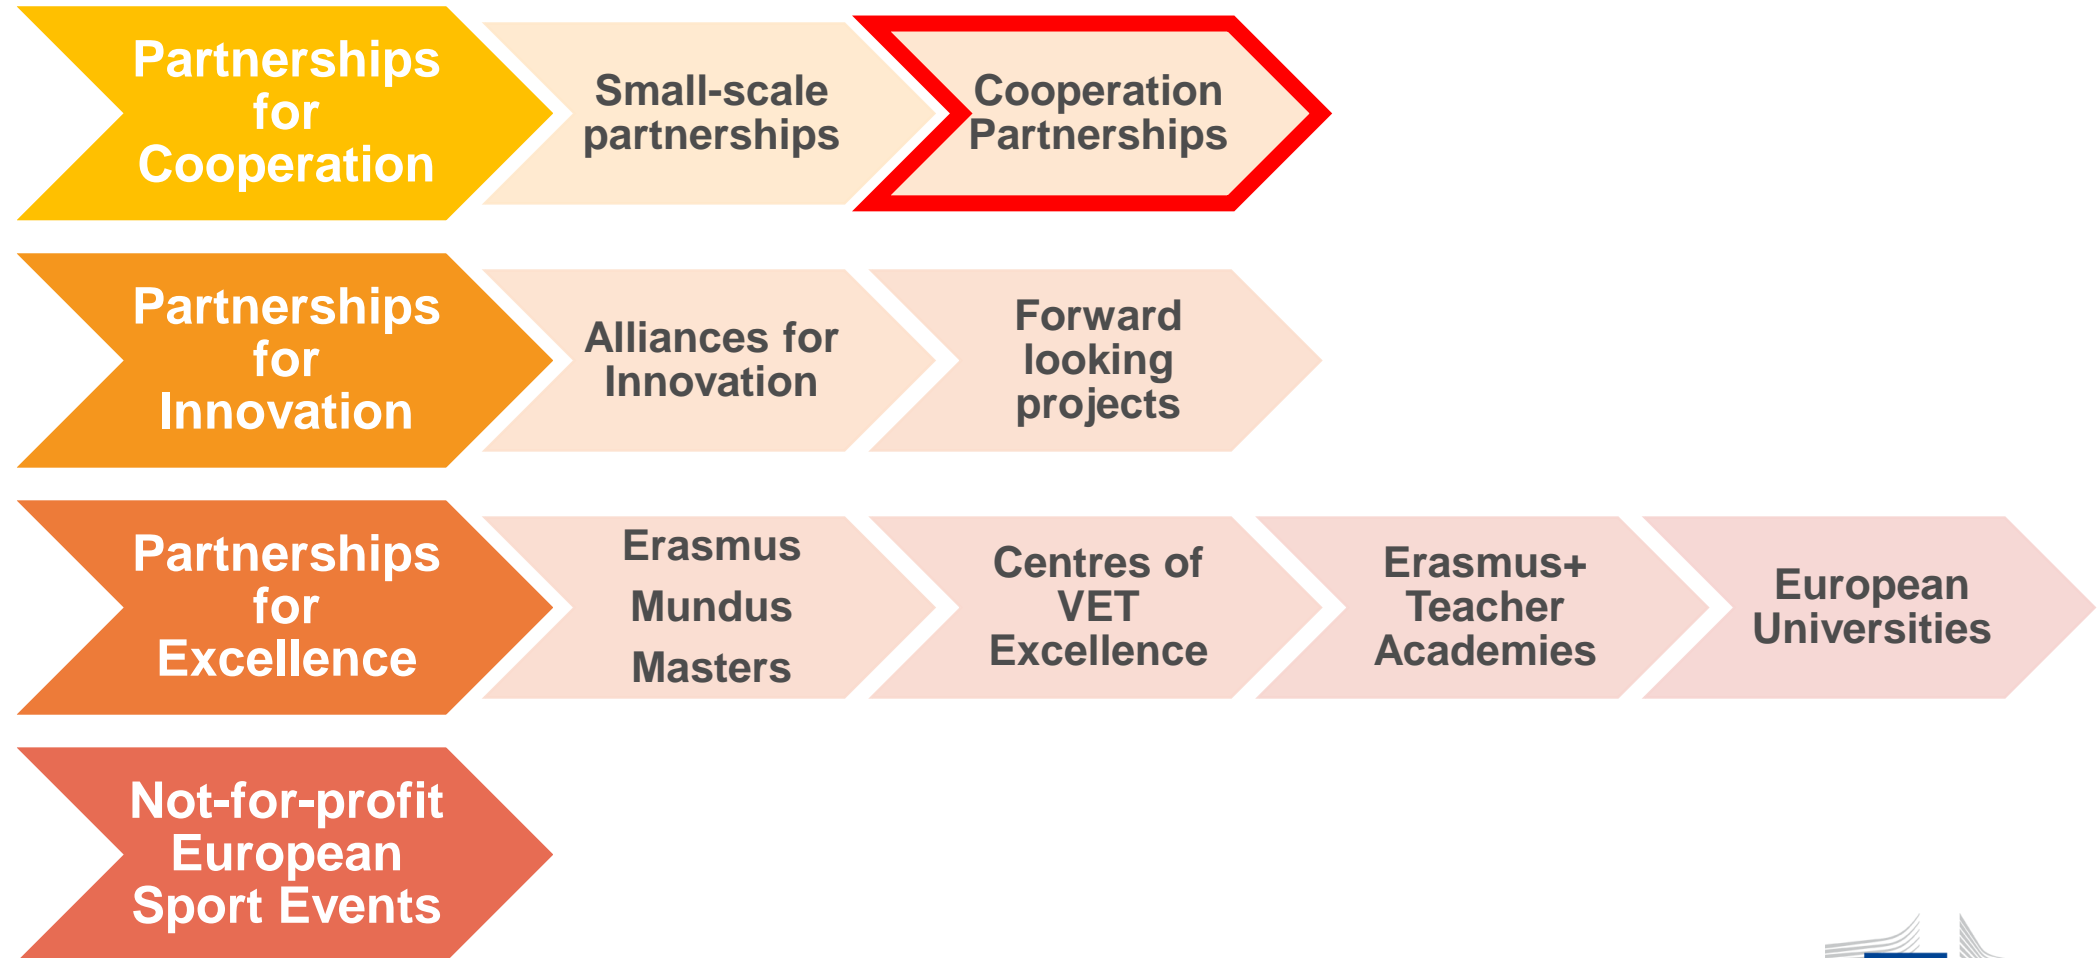 Partnerships
for
Cooperation
Small-scale
partnerships
Cooperation
Partnerships
Partnerships
for
Innovation
Alliances for
Innovation
Forward
looking
projects
Partnerships
for
Excellence
Erasmus
Mundus
Masters
Centres of
VET
Excellence
Erasmus+
Teacher
Academies
European
Universities
Not-for-profit
European
Sport Events